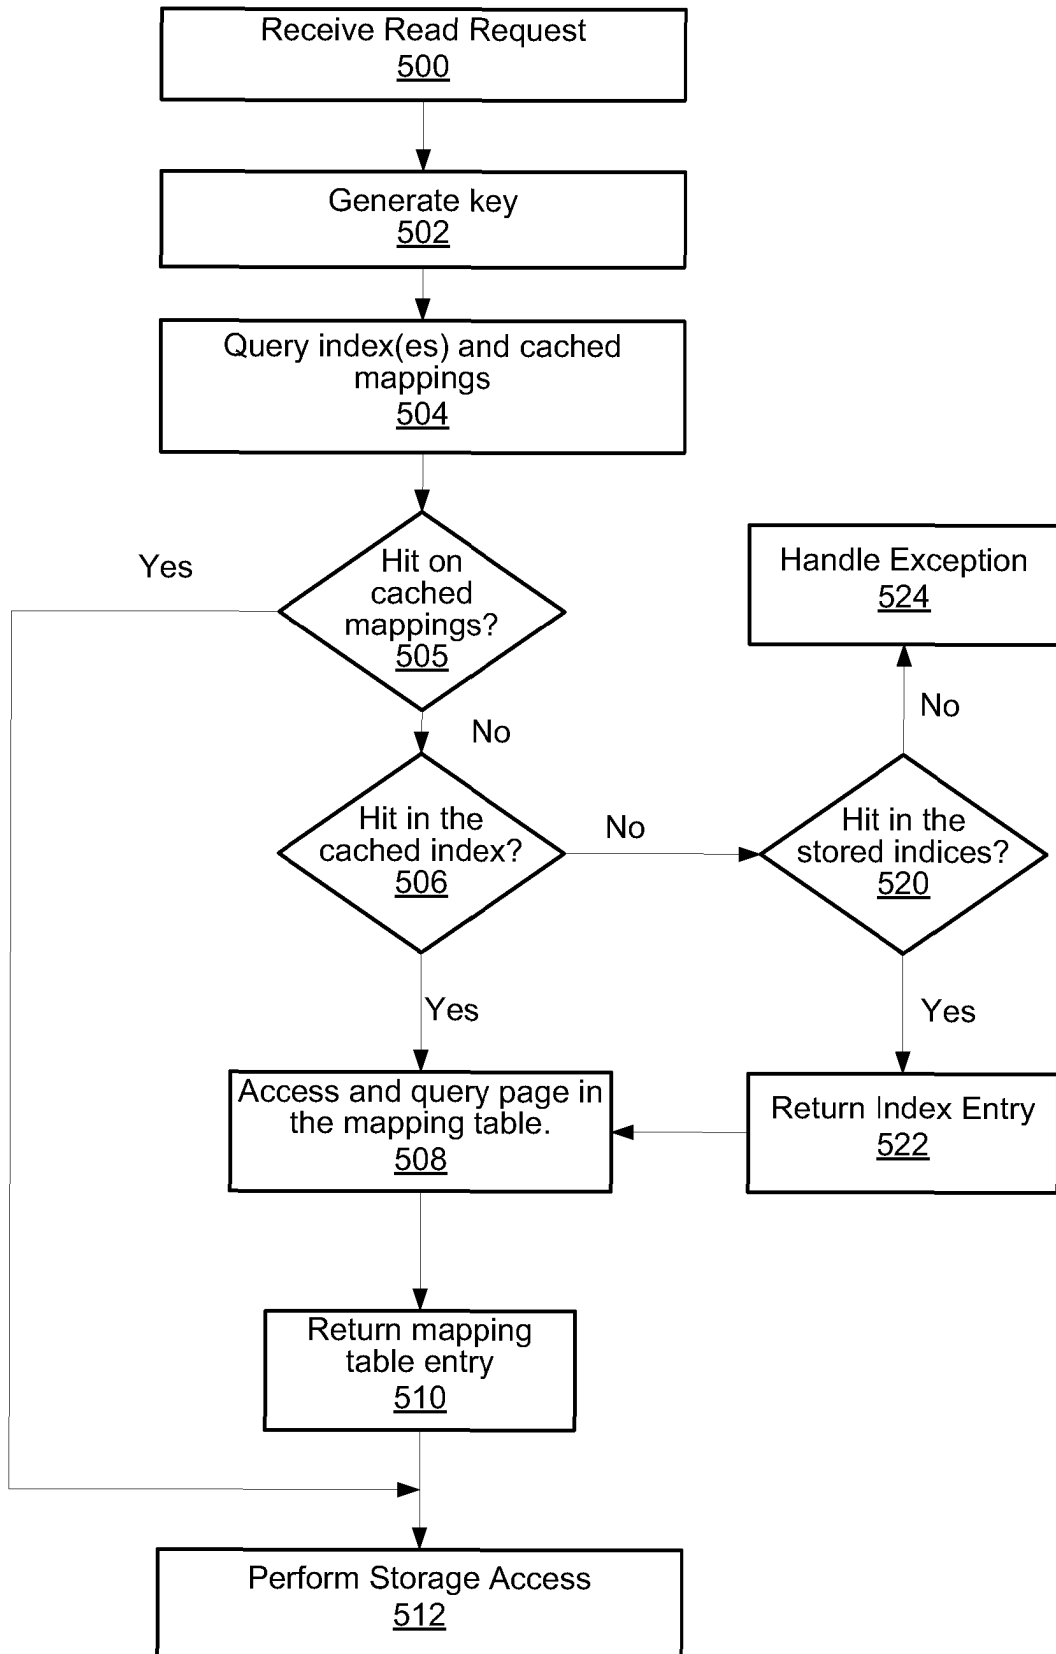 Receive Read Request
500
Generate key
502
Query index(es) and cached
mappings
504
Yes
Hit on
cached
mappings?
505
Handle Exception
524
No
No
Hit in the
cached index?
506
No
Hit in the
stored indices?
520
Yes
Yes
Access and query page in
the mapping table.
508
Return Index Entry
522
Return mapping
table entry
510
Perform Storage Access
512